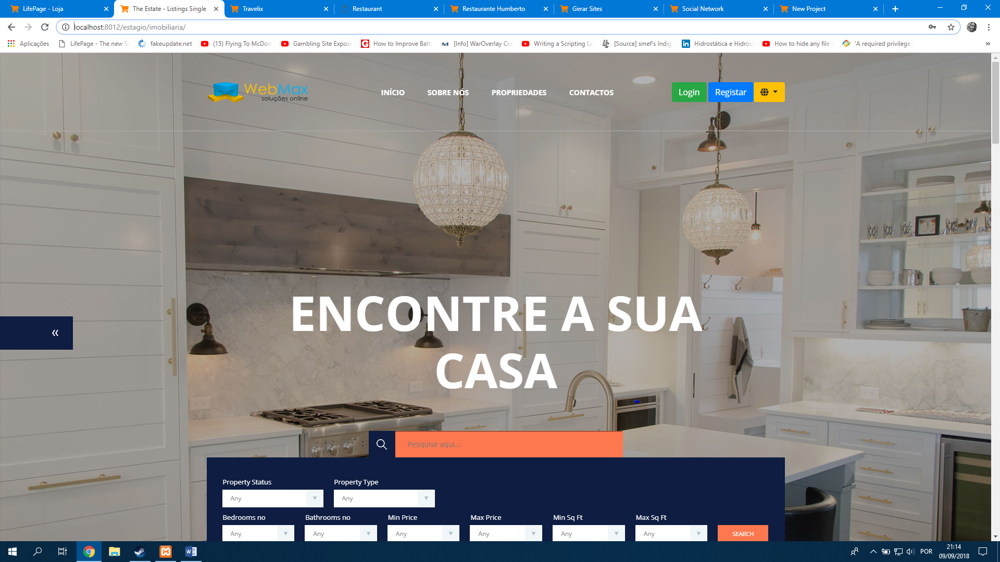 LifePage - Loja
The Estate - Listings Single
Travelix
Restaurant
Restaurante Humberto
Gerar Sites
Social Network
New Project
localhost:8012/estagio/imobiliaria/
Aplicações
LifePage - The new S
fakeupdate.net
(15) Flying To McDon
Gambling Site Expose
How to Improve Batt
[Info] WarOverlay Cra
Writing a Scripting La
[Source] smef's Indig
Hidrostática e Hidrod
How to hide any file
'A required privilege
»
WebMax
soluções online
INÍCIO
SOBRE NÓS
PROPRIEDADES
CONTACTOS
Login
Registar
«
ENCONTRE A SUA
CASA
Pesquise aqui...
Property Status
Property Type
Any
Any
Bedrooms no
Bathrooms no
Min Price
Max Price
Min Sq Ft
Max Sq Ft
Any
Any
Any
Any
Any
Any
SEARCH
POR
21:14
09/09/2018